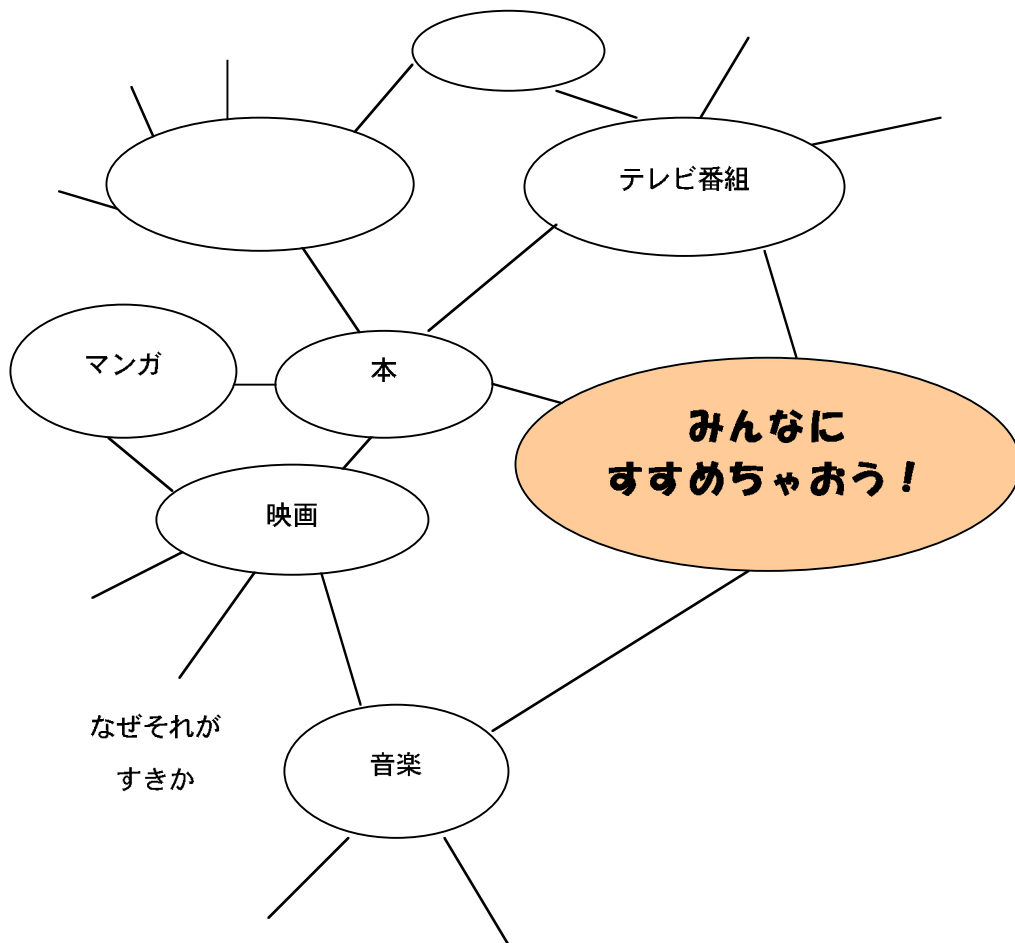 テレビ番組
マンガ
本
みんなに
すすめちゃおう!
映画
なぜそれが
すきか
音楽